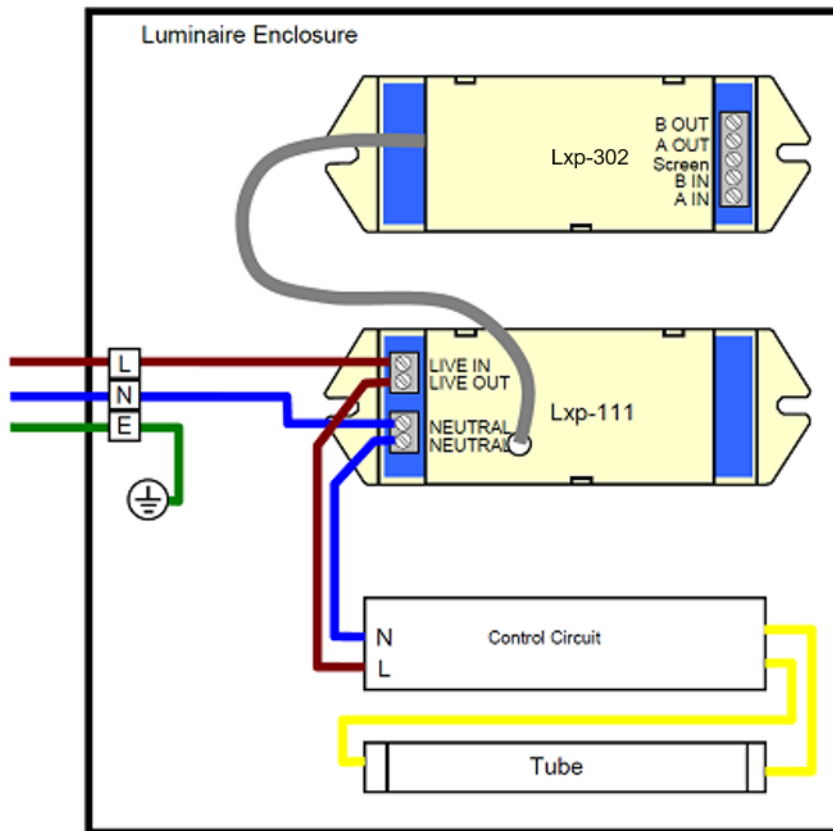 Luminaire Enclosure
Lxp-302
B OUT
A OUT
Screen
B IN
A IN
L
N
E
LIVE IN
LIVE OUT
NEUTRAL
NEUTRAL
Lxp-111
N
L
Control Circuit
Tube